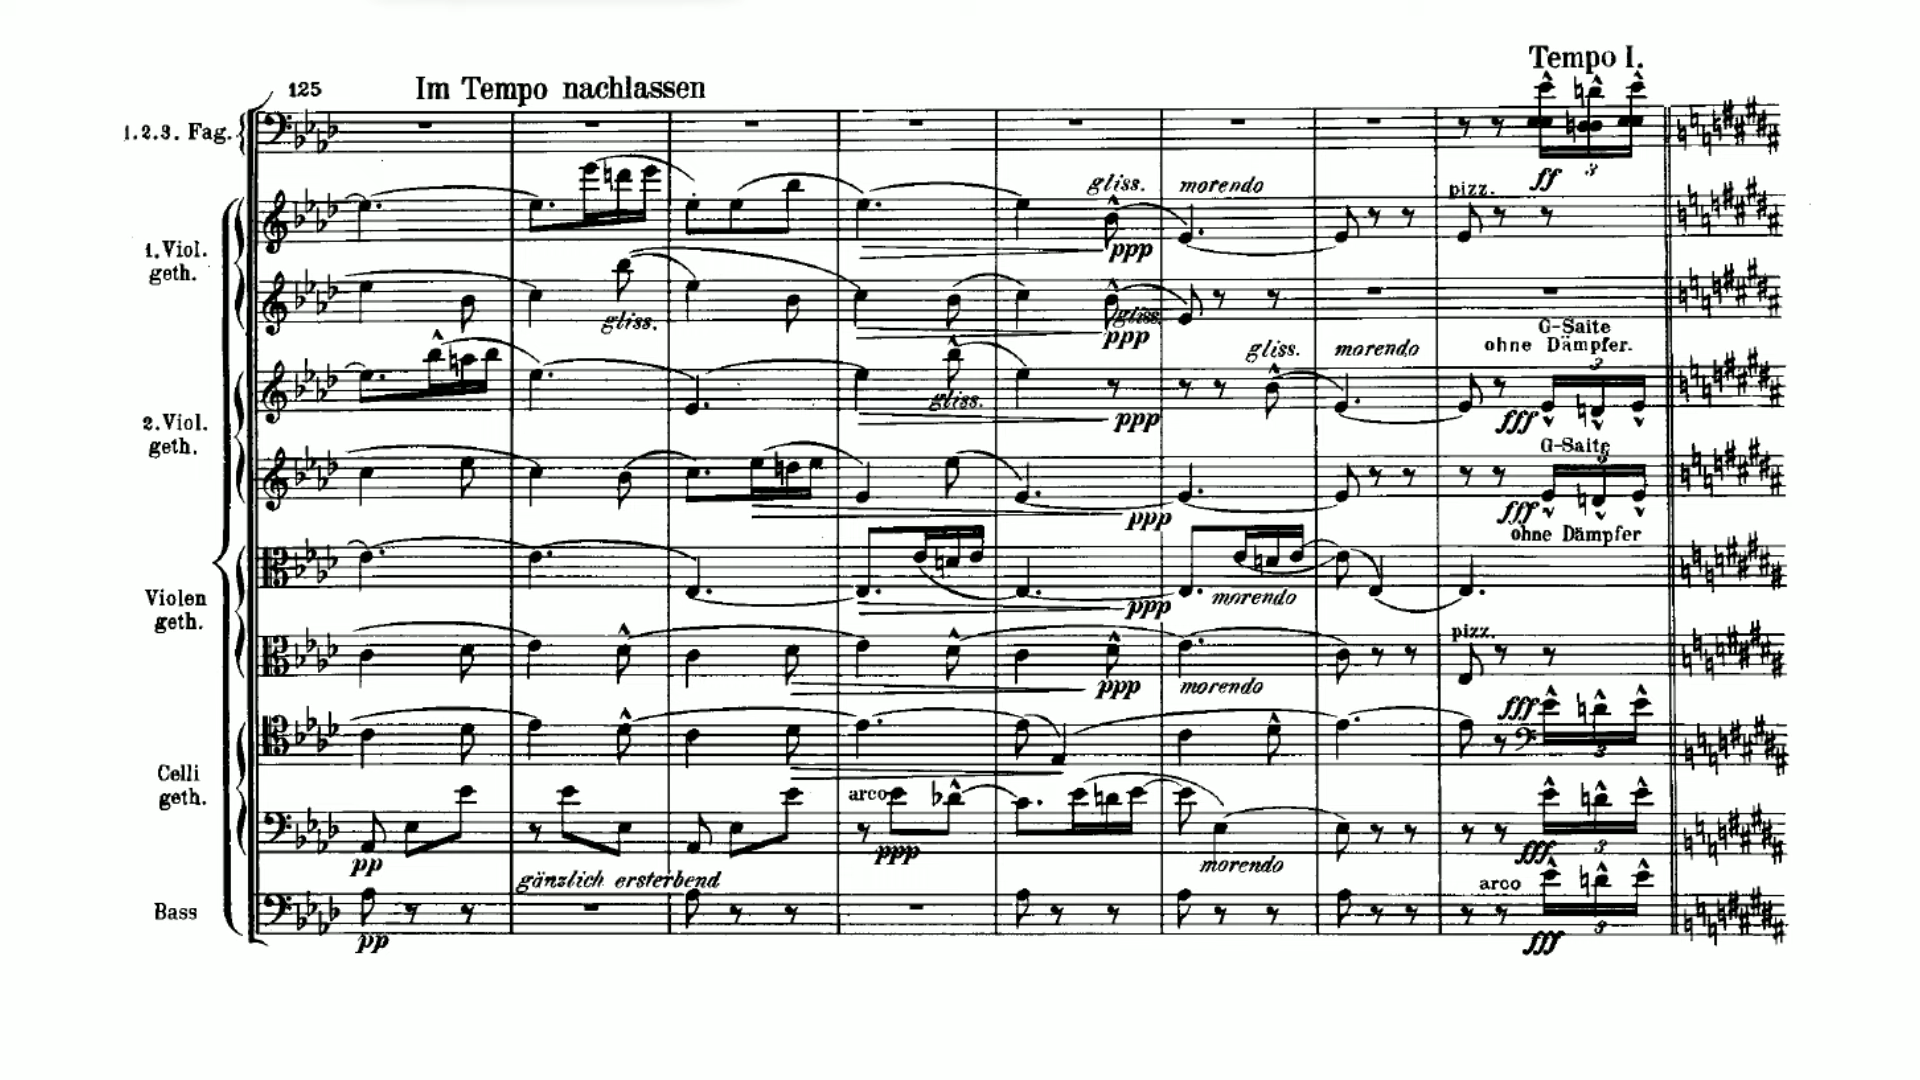 Tempo I.
125 Im Tempo nachlassen
1.2.3. Fag.
ff
3
gliss. morendo
pizz.
1. Viol.
geth.
ppp
gliss.
gliss.
ppp
G-Saite
ohne Dämpfer.
gliss. morendo
3
2. Viol.
geth.
gliss.
ppp
fff
G-Saite
3
ppp
fff
ohne Dämpfer
Violen
geth.
ppp
morendo
pizz.
ppp
morendo
fff
3
Celli
geth.
arco
pp
ppp
morendo
fff
3
gänzlich ersterbend
arco
Bass
pp
fff
3